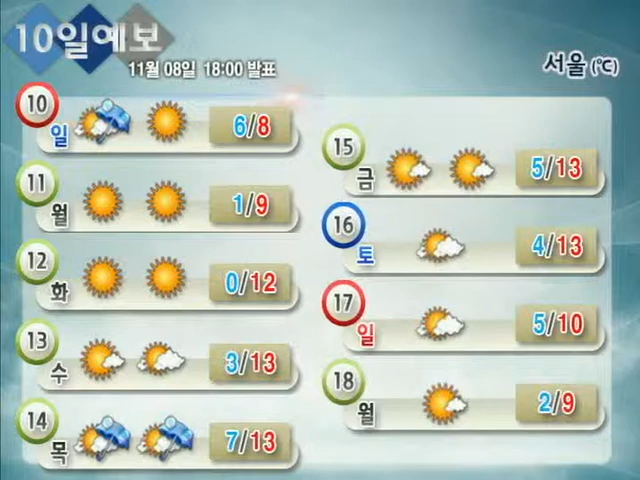 10일예보
11월 08일 18:00 발표
서울 (℃)
10 일 6/8
11 월 1/9
12 화 0/12
13 수 3/13
14 목 7/13
15 금 5/13
16 토 4/13
17 일 5/10
18 월 2/9